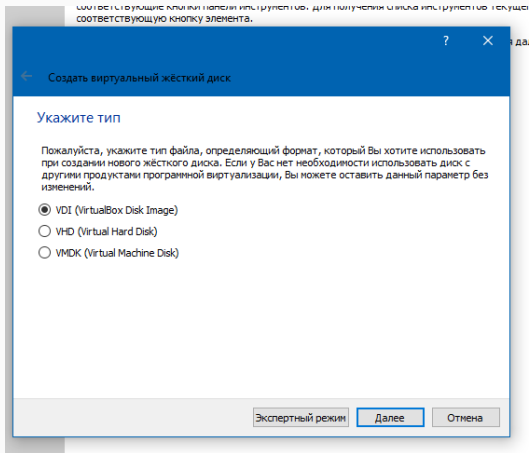 соответствующие кнопки панели инструментов. Для получения списка инструментов текуще
соответствующую кнопку элемента.
? ×
я да
← Создать виртуальный жёсткий диск
Укажите тип
Пожалуйста, укажите тип файла, определяющий формат, который Вы хотите использовать
при создании нового жёсткого диска. Если у Вас нет необходимости использовать диск с
другими продуктами программной виртуализации, Вы можете оставить данный параметр без
изменений.
VDI (VirtualBox Disk Image)
VHD (Virtual Hard Disk)
VMDK (Virtual Machine Disk)
Экспертный режим Далее Отмена